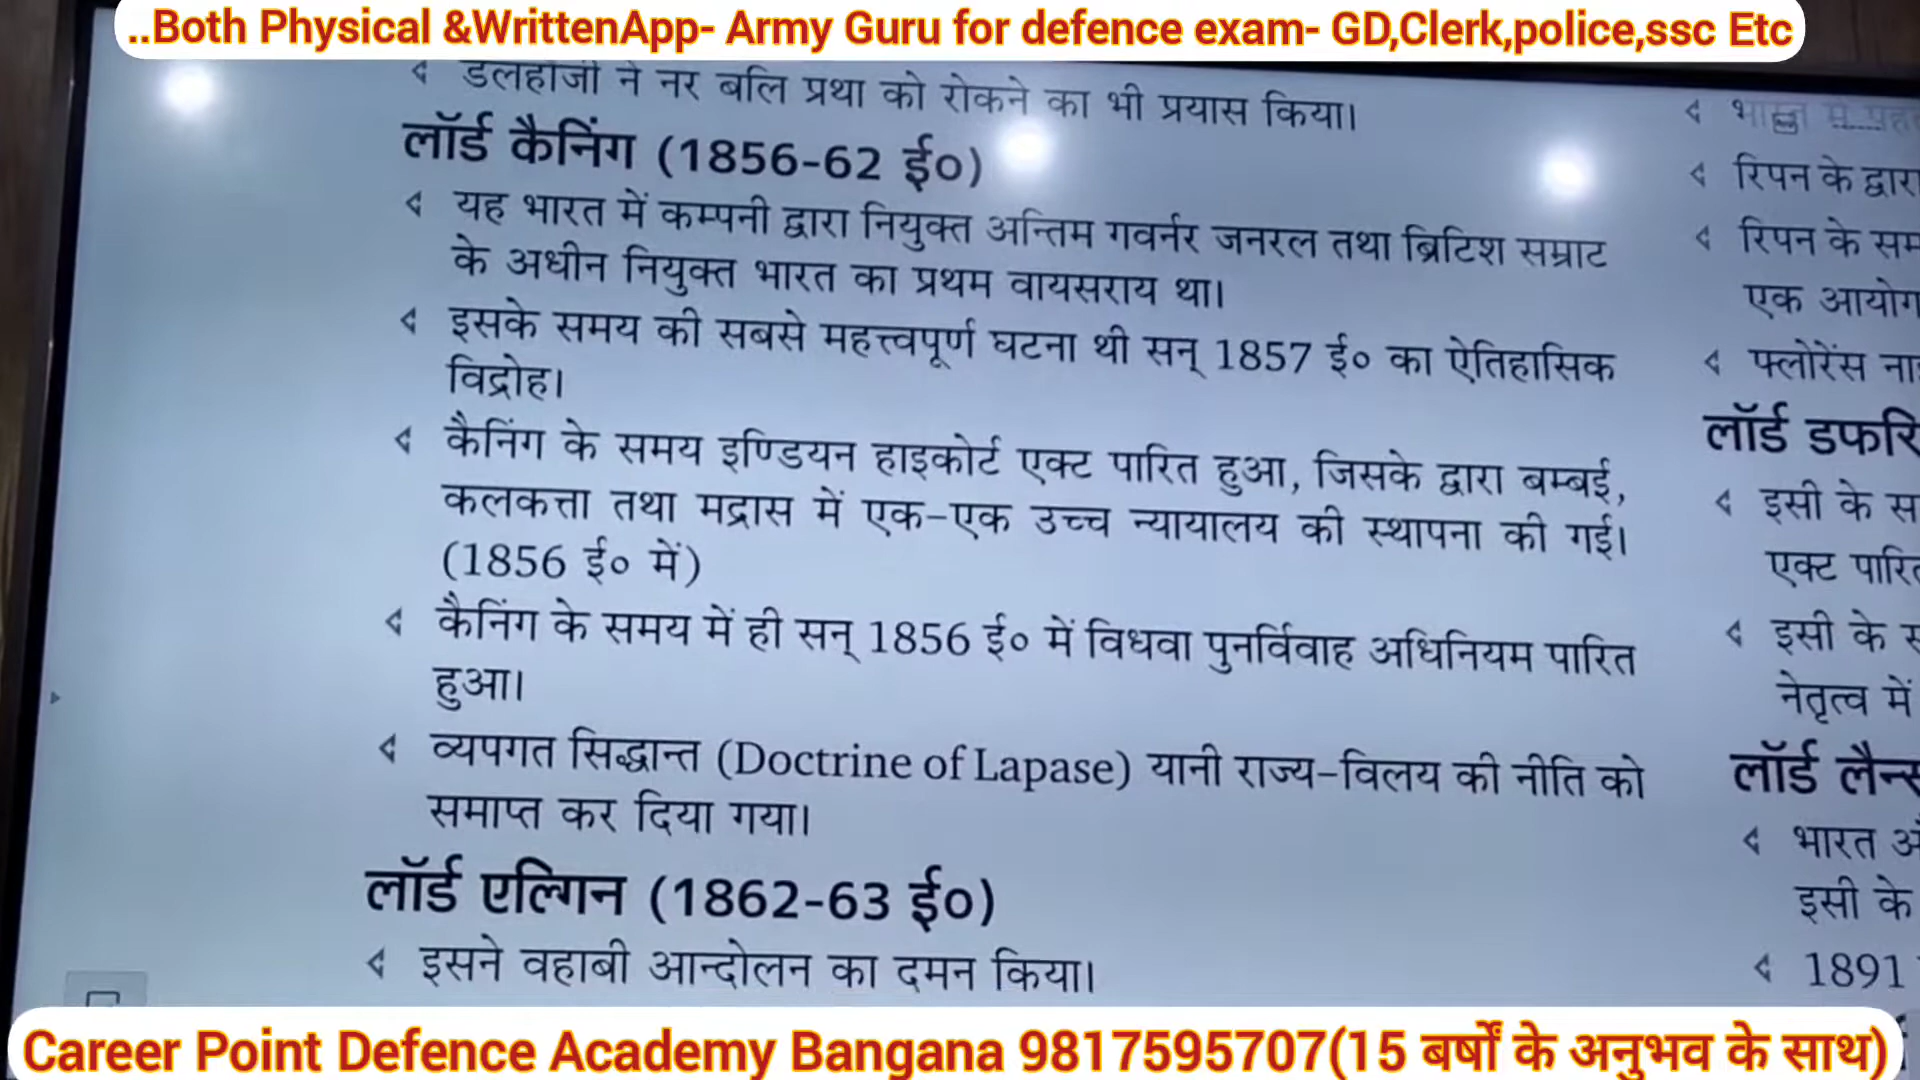 ..Both Physical &WrittenApp- Army Guru for defence exam- GD,Clerk,police,ssc Etc
डलहौजी ने नर बलि प्रथा को रोकने का भी प्रयास किया।
लॉर्ड कैनिंग (1856-62 ई०)
यह भारत में कम्पनी द्वारा नियुक्त अन्तिम गवर्नर जनरल तथा ब्रिटिश सम्राट
के अधीन नियुक्त भारत का प्रथम वायसराय था।
इसके समय की सबसे महत्त्वपूर्ण घटना थी सन् 1857 ई० का ऐतिहासिक
विद्रोह।
कैनिंग के समय इण्डियन हाइकोर्ट एक्ट पारित हुआ, जिसके द्वारा बम्बई,
कलकत्ता तथा मद्रास में एक-एक उच्च न्यायालय की स्थापना की गई।
(1856 ई० में)
कैनिंग के समय में ही सन् 1856 ई० में विधवा पुनर्विवाह अधिनियम पारित
हुआ।
व्यपगत सिद्धान्त (Doctrine of Lapase) यानी राज्य-विलय की नीति को
समाप्त कर दिया गया।
लॉर्ड एल्गिन (1862-63 ई०)
इसने वहाबी आन्दोलन का दमन किया।
रिपन के द्वारा
रिपन के
एक आयोग
फ्लोरेंस
लॉर्ड
इसी के
एक्ट
इसी के
नेतृत्व में
लॉर्ड
भारत
इसी के
1891
Career Point Defence Academy Bangana 9817595707(15 बर्षों के अनुभव के साथ)